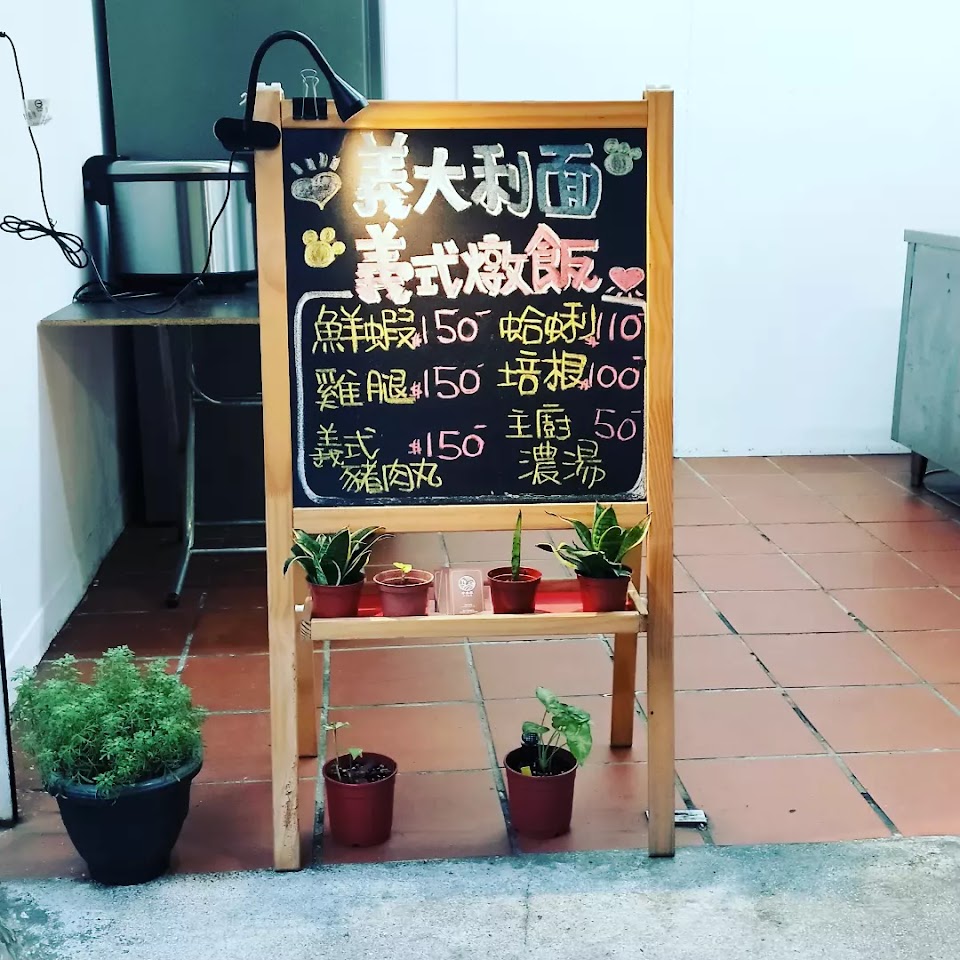 義大利面
義式燉飯
鮮蝦$150-
蛤蜊$110-
雞腿$150-
培根$100-
義式
豬肉丸 $150-
主廚
濃湯 50-